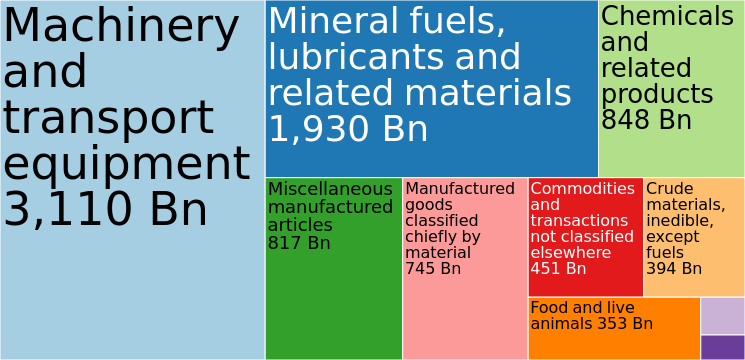 Machinery
and
transport
equipment
3,110 Bn
Mineral fuels,
lubricants and
related materials
1,930 Bn
Chemicals
and
related
products
848 Bn
Miscellaneous
manufactured
articles
817 Bn
Manufactured
goods
classified
chiefly by
material
745 Bn
Commodities
and
transactions
not classified
elsewhere
451 Bn
Crude
materials,
inedible,
except
fuels
394 Bn
Food and live
animals 353 Bn